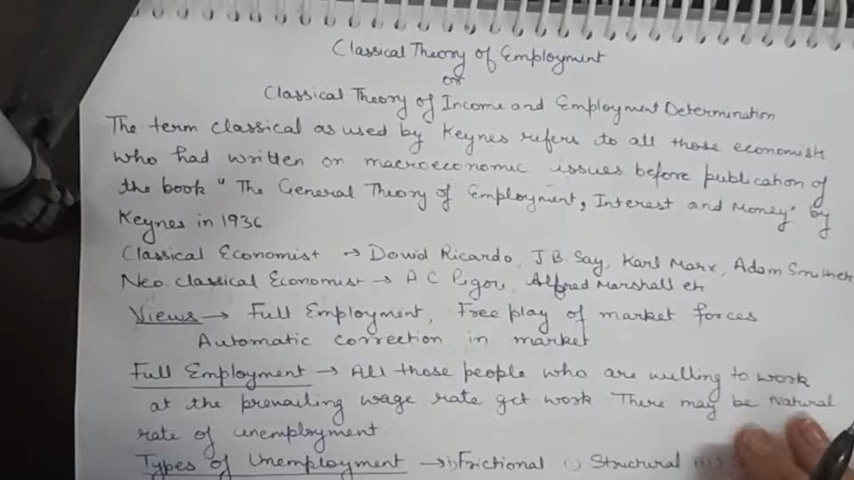 Classical Theory of Employment
or
Classical Theory of Income and Employment Determination
The term classical as used by Keynes refers to all those economists
who had written on macroeconomic issues before publication of
the book "The General Theory of Employment, Interest and Money" by
Keynes in 1936.
Classical Economist → David Ricardo, J B. Say, Karl Marx, Adam Smith etc
Neo. classical Economist → A C Pigou, Alfred Marshall etc
Views → Full Employment, Free play of market forces
Automatic correction in market
Full Employment → All those people who are willing to work
at the prevailing wage rate get work There may be Natural
rate of unemployment
Types of Unemployment → i) Frictional Structural